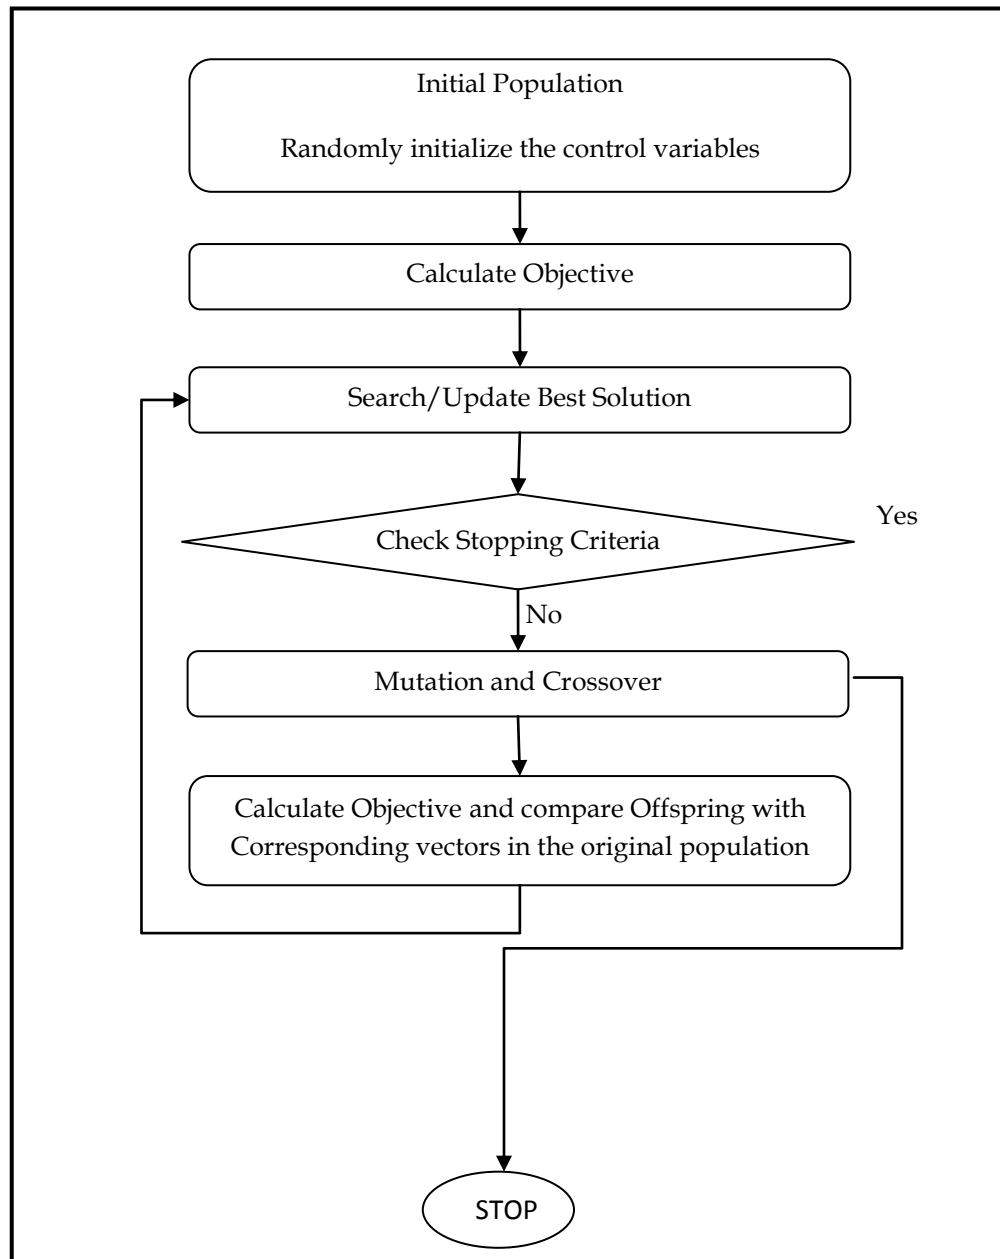 Initial Population
Randomly initialize the control variables
Calculate Objective
Search/Update Best Solution
Yes
Check Stopping Criteria
No
Mutation and Crossover
Calculate Objective and compare Offspring with
Corresponding vectors in the original population
STOP